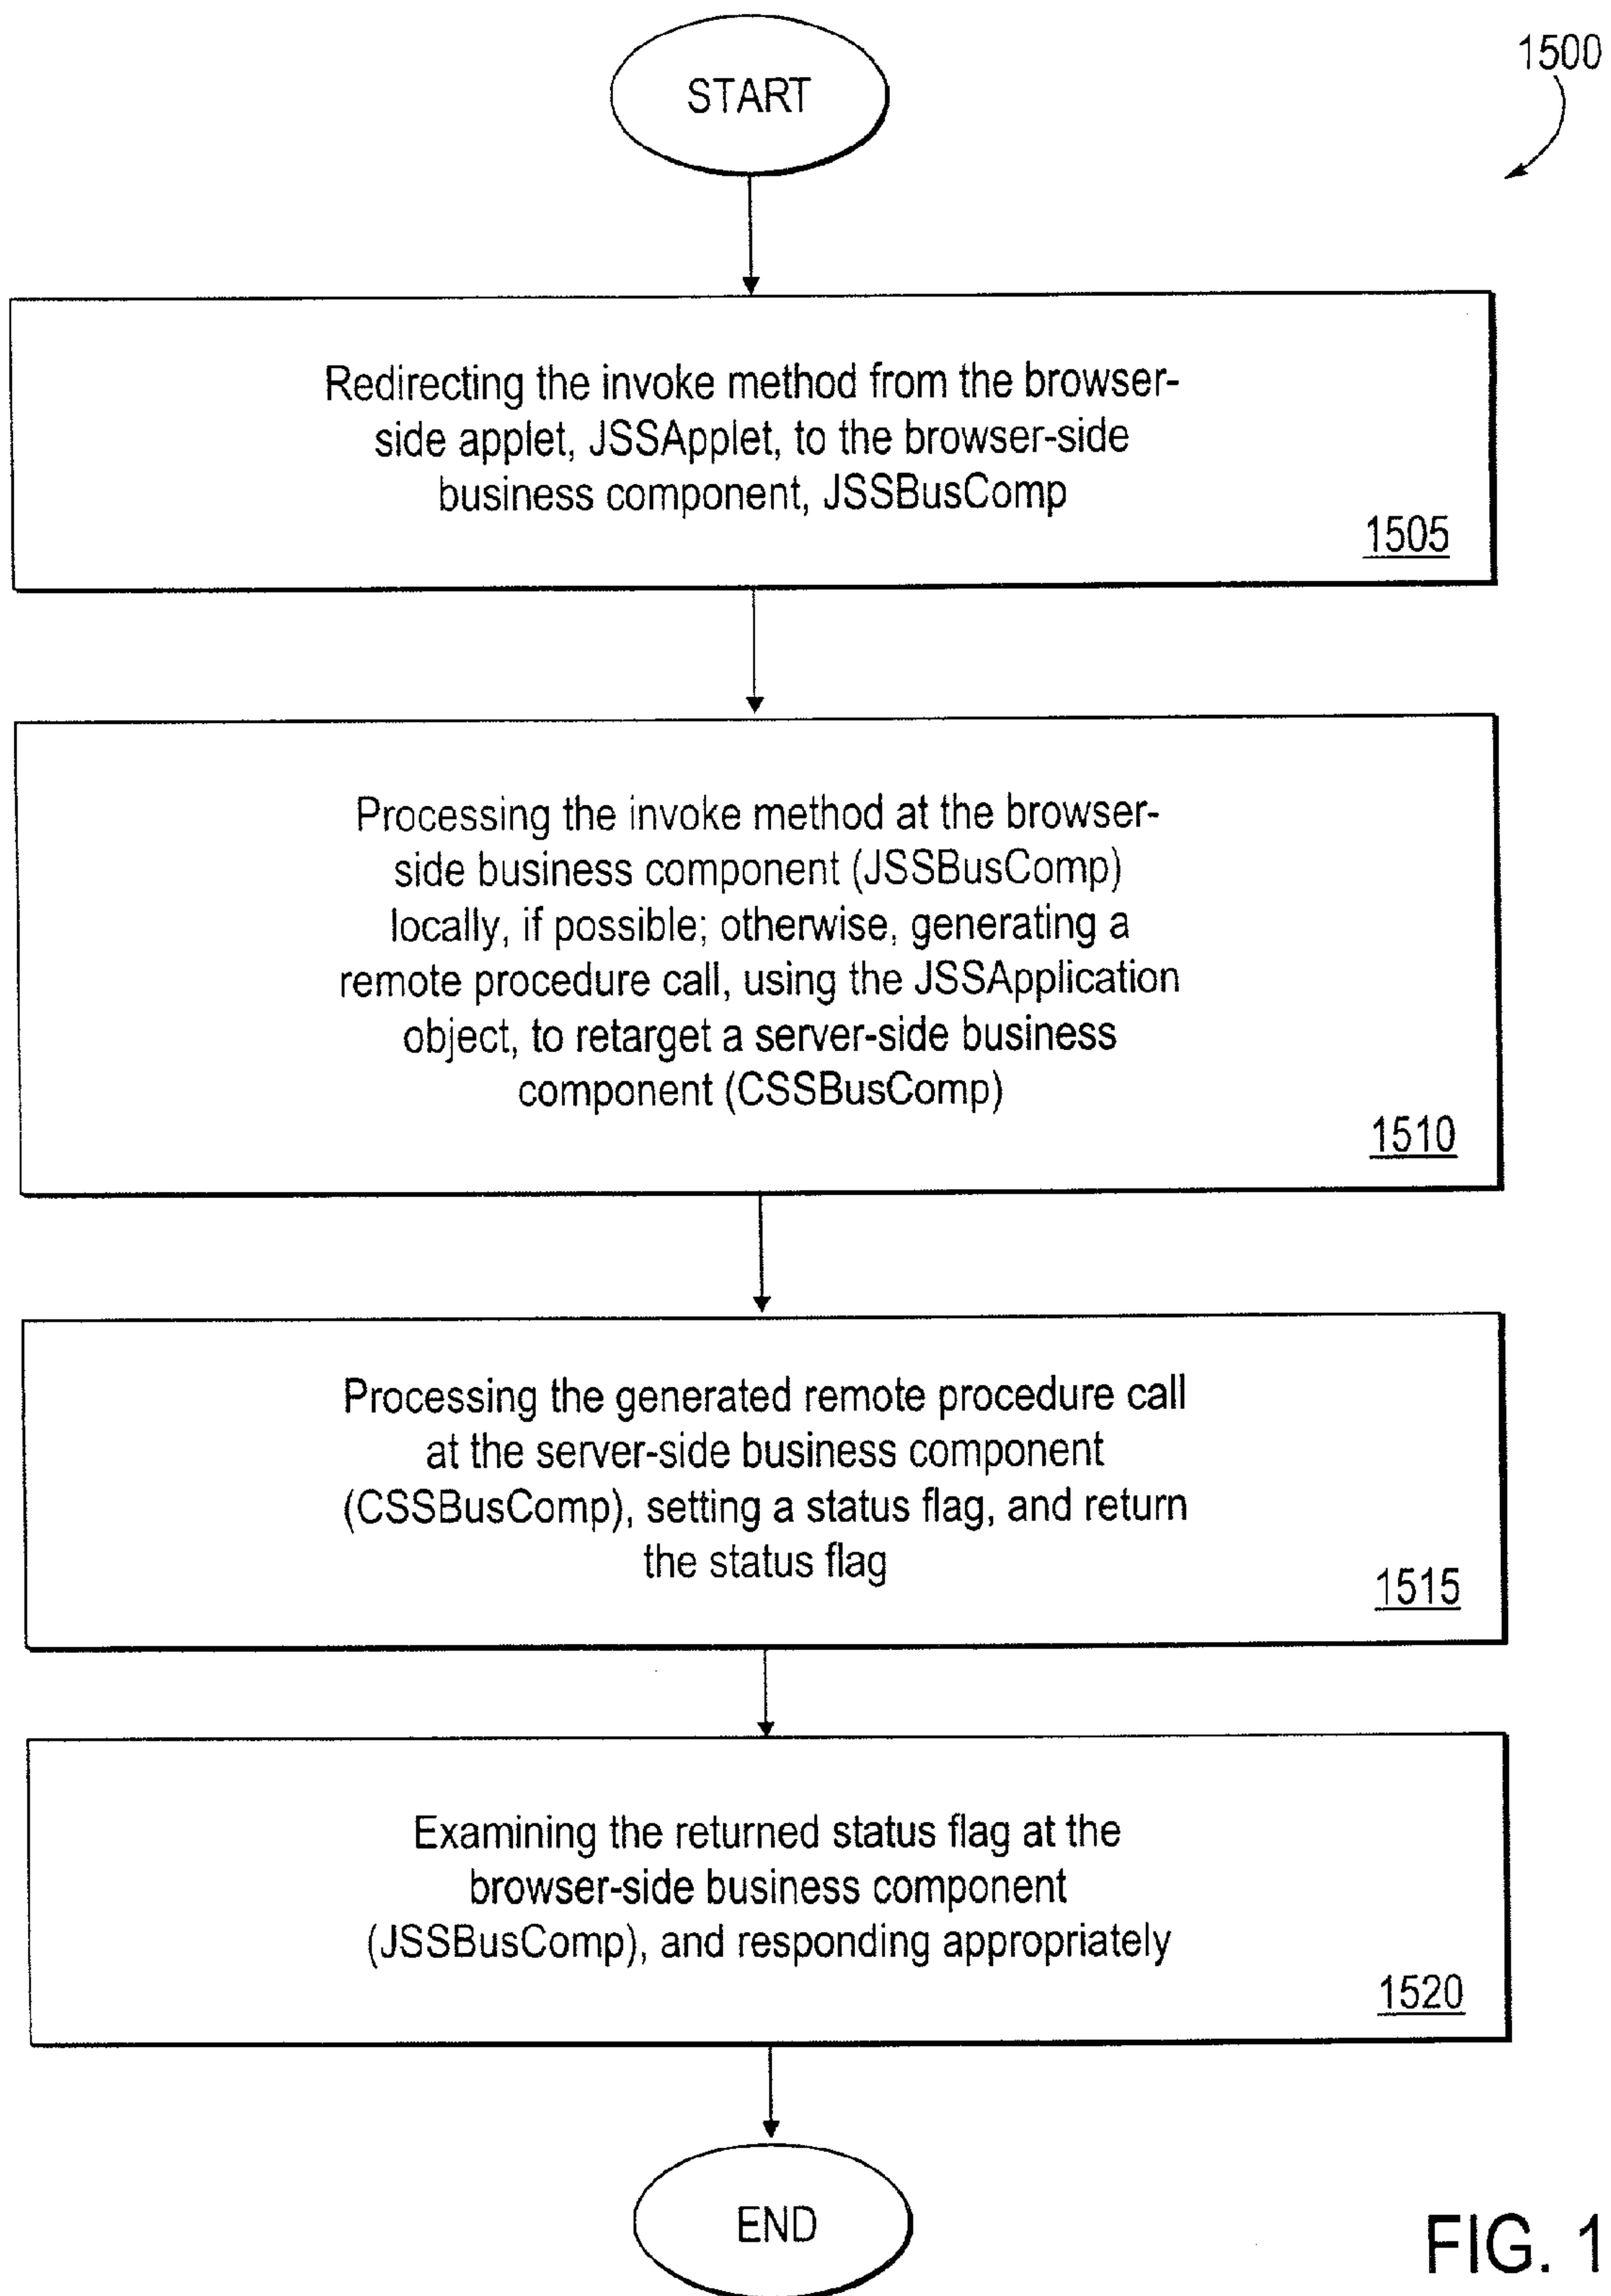 START
1500
Redirecting the invoke method from the browser-
side applet, JSSApplet, to the browser-side
business component, JSSBusComp
1505
Processing the invoke method at the browser-
side business component (JSSBusComp)
locally, if possible; otherwise, generating a
remote procedure call, using the JSSApplication
object, to retarget a server-side business
component (CSSBusComp)
1510
Processing the generated remote procedure call
at the server-side business component
(CSSBusComp), setting a status flag, and return
the status flag
1515
Examining the returned status flag at the
browser-side business component
(JSSBusComp), and responding appropriately
1520
END
FIG. 1